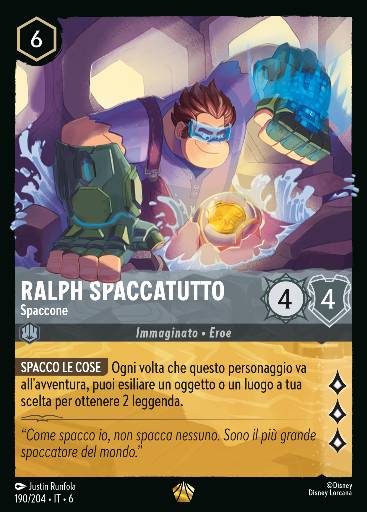 6
RALPH SPACCATUTTO
Spaccone
4
4
Immaginato • Eroe
SPACCO LE COSE Ogni volta che questo personaggio va
all'avventura, puoi esiliare un oggetto o un luogo a tua
scelta per ottenere 2 leggenda.
“Come spacco io, non spacca nessuno. Sono il più grande
spaccatore del mondo.”
Justin Runfola
190/204 • IT • 6
©Disney
Disney Lorcana